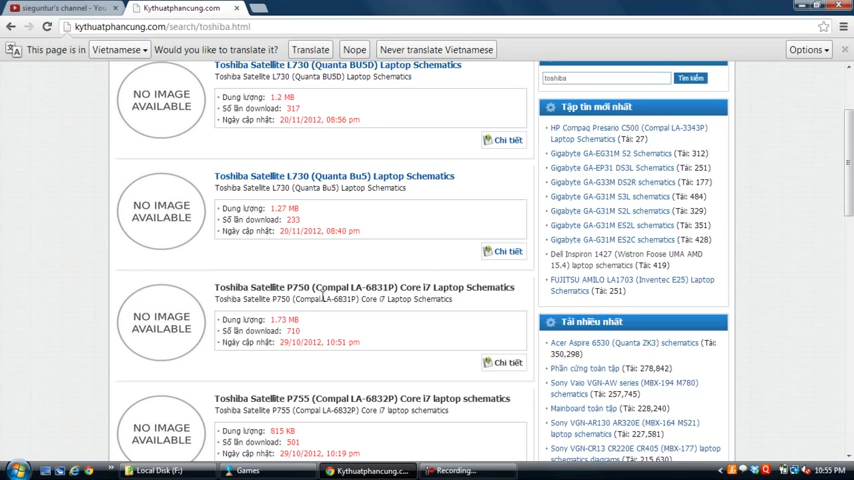 sieguntur's channel - You
Kythuatphancung.com
kythuatphancung.com/search/toshiba.html
This page is in Vietnamese Would you like to translate it? Translate Nope Never translate Vietnamese Options
Toshiba Satellite L730 (Quanta BU5D) Laptop Schematics
Toshiba Satellite L730 (Quanta BU5D) Laptop Schematics
NO IMAGE
AVAILABLE
Dung lượng: 1.2 MB
Số lần download: 317
Ngày cập nhật: 20/11/2012, 08:56 pm
Chi tiết
Toshiba Satellite L730 (Quanta Bu5) Laptop Schematics
Toshiba Satellite L730 (Quanta Bu5) Laptop Schematics
NO IMAGE
AVAILABLE
Dung lượng: 1.27 MB
Số lần download: 233
Ngày cập nhật: 20/11/2012, 08:40 pm
Chi tiết
Toshiba Satellite P750 (Compal LA-6831P) Core i7 Laptop Schematics
Toshiba Satellite P750 (Compal LA-6831P) Core i7 Laptop Schematics
NO IMAGE
AVAILABLE
Dung lượng: 1.73 MB
Số lần download: 710
Ngày cập nhật: 29/10/2012, 10:51 pm
Chi tiết
Toshiba Satellite P755 (Compal LA-6832P) Core i7 laptop schematics
Toshiba Satellite P755 (Compal LA-6832P) Core i7 laptop schematics
NO IMAGE
AVAILABLE
Dung lượng: 815 KB
Số lần download: 501
Ngày cập nhật: 29/10/2012, 10:19 pm
toshiba Tìm kiếm
Tập tin mới nhất
HP Compaq Presario C500 (Compal LA-3343P)
Laptop Schematics (Tải: 27)
Gigabyte GA-EG31M S2 Schematics (Tải: 312)
Gigabyte GA-EP31 DS3L Schematics (Tải: 251)
Gigabyte GA-G33M DS2R schematics (Tải: 177)
Gigabyte GA-G31M S3L schematics (Tải: 484)
Gigabyte GA-G31M S2L schematics (Tải: 329)
Gigabyte GA-G31M ES2L schematics (Tải: 351)
Gigabyte GA-G31M ES2C schematics (Tải: 428)
Dell Inspiron 1427 (Wistron Foose UMA AMD
15.4) laptop schematics (Tải: 419)
FUJITSU AMILO LA1703 (Inventec E25) Laptop
Schematics (Tải: 251)
Tải nhiều nhất
Acer Aspire 6530 (Quanta ZK3) schematics (Tải:
350,298)
Phần cứng toàn tập (Tải: 278,842)
Sony Vaio VGN-AW series (MBX-194 M780)
schematics (Tải: 257,745)
Mainboard toàn tập (Tải: 228,240)
Sony VGN-AR130 AR320E (MBX-164 MS21)
laptop schematics (Tải: 227,581)
Sony VGN-CR13 CR220E CR405 (MBX-177) laptop
schematics diagrams (Tải: 215,630)
Local Disk (F:) Games Kythuatphancung.c... Recording... 10:55 PM